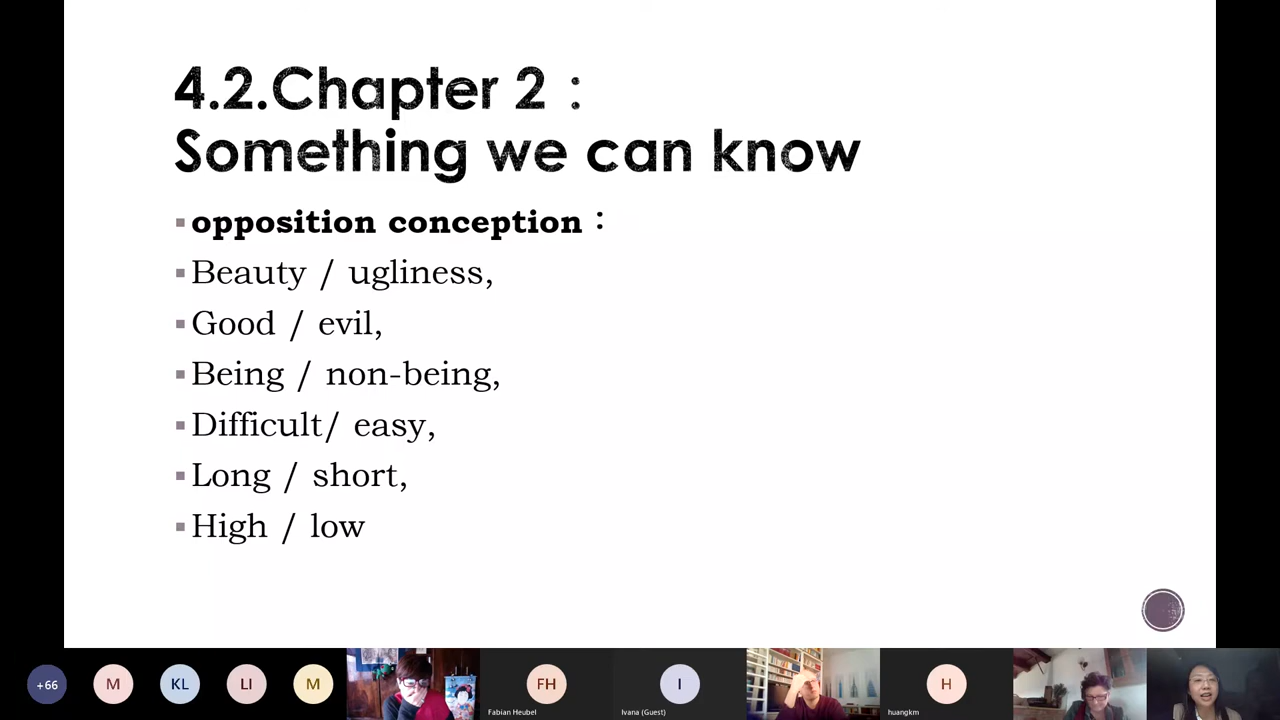 4.2.Chapter 2：
Something we can know
opposition conception：
Beauty / ugliness,
Good / evil,
Being / non-being,
Difficult/ easy,
Long / short,
High / low
+66
M
KL
LI
M
FH
Fabian Heubel
I
Ivana (Guest)
H
huangkm